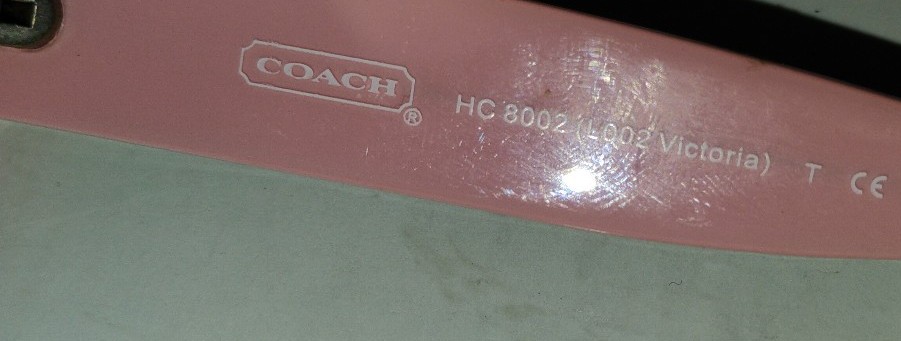 COACH ®
HC 8002 (L002 Victoria) T CE